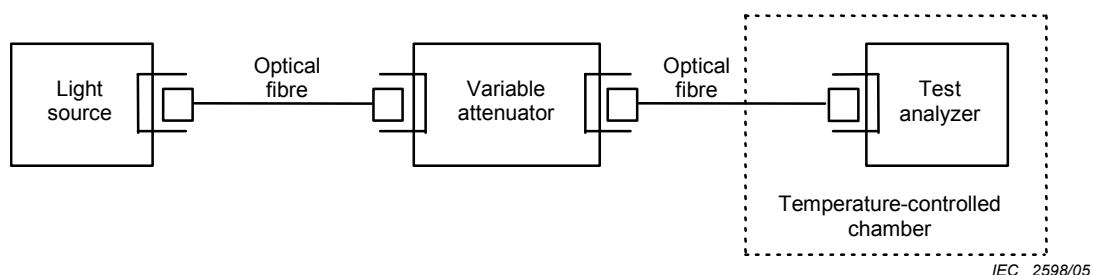 Light
source
Optical
fibre
Variable
attenuator
Optical
fibre
Test
analyzer
Temperature-controlled
chamber
IEC 2598/05